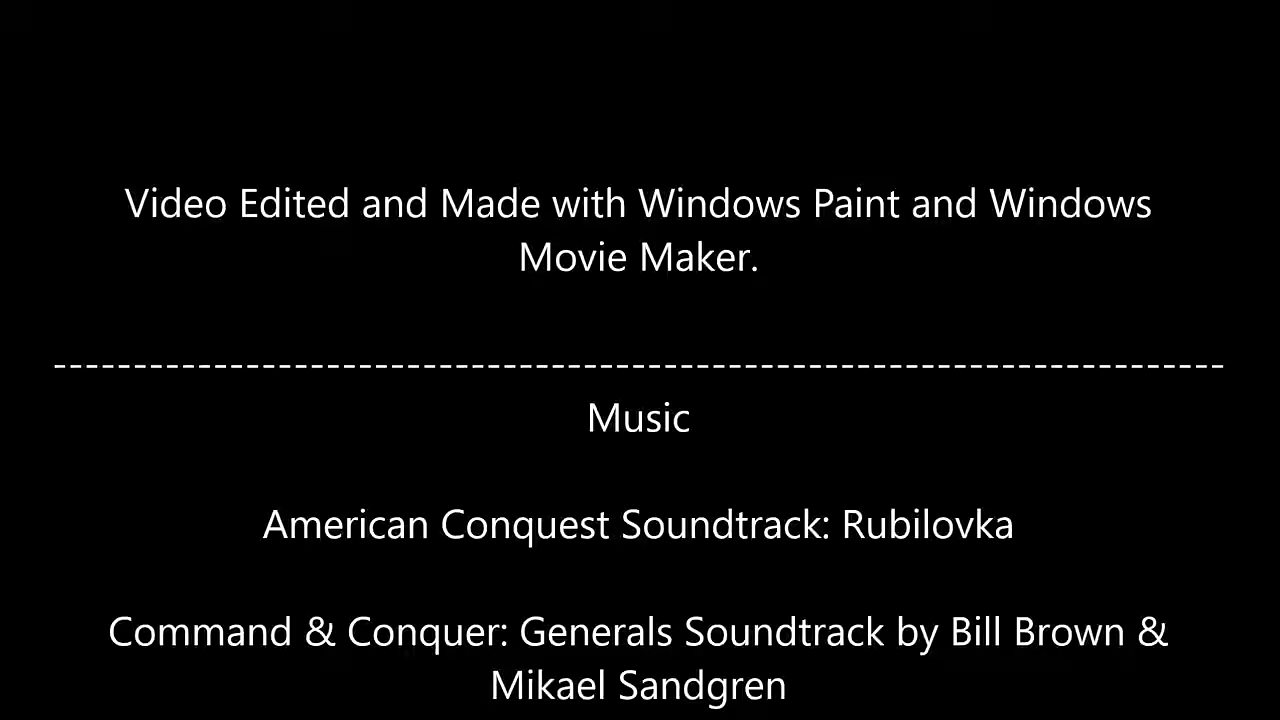 Video Edited and Made with Windows Paint and Windows
Movie Maker.
------------------------------------------------------------------------
Music
American Conquest Soundtrack: Rubilovka
Command & Conquer: Generals Soundtrack by Bill Brown &
Mikael Sandgren